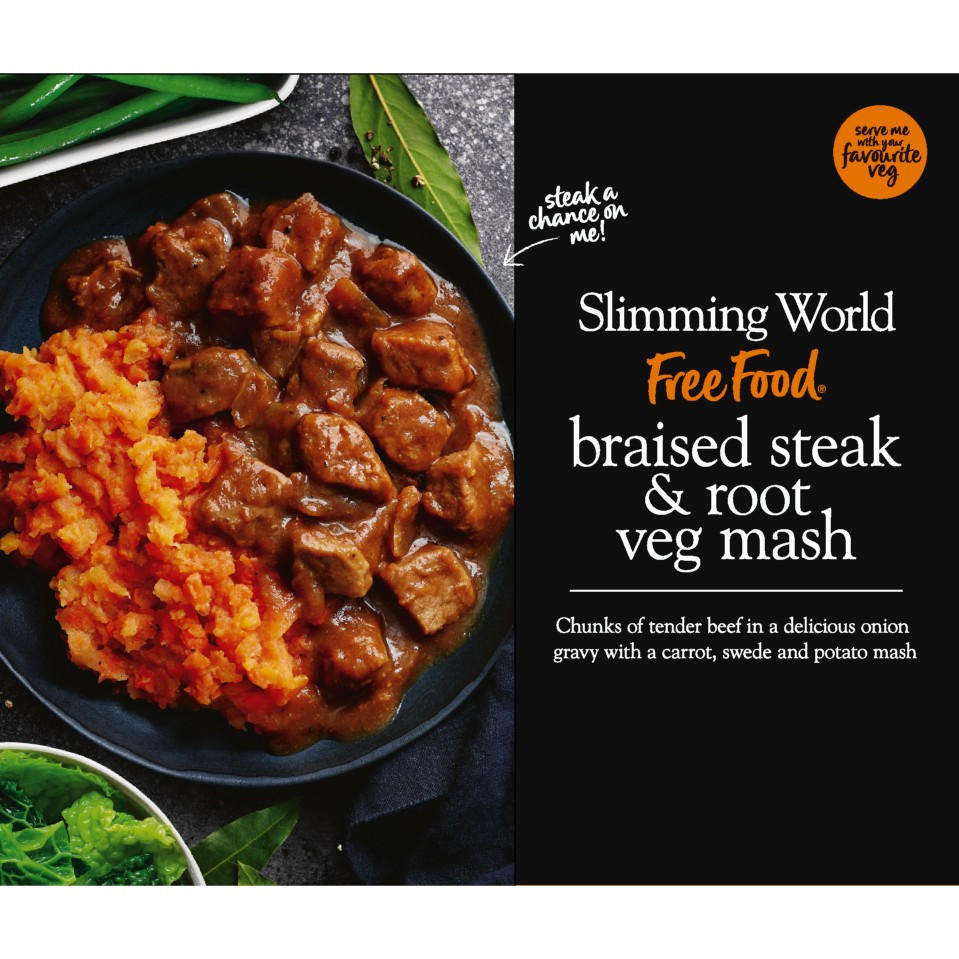 serve me
with your
favourite
veg
steak a
chance on
me!
Slimming World
Free Food®
braised steak
& root
veg mash
Chunks of tender beef in a delicious onion
gravy with a carrot, swede and potato mash